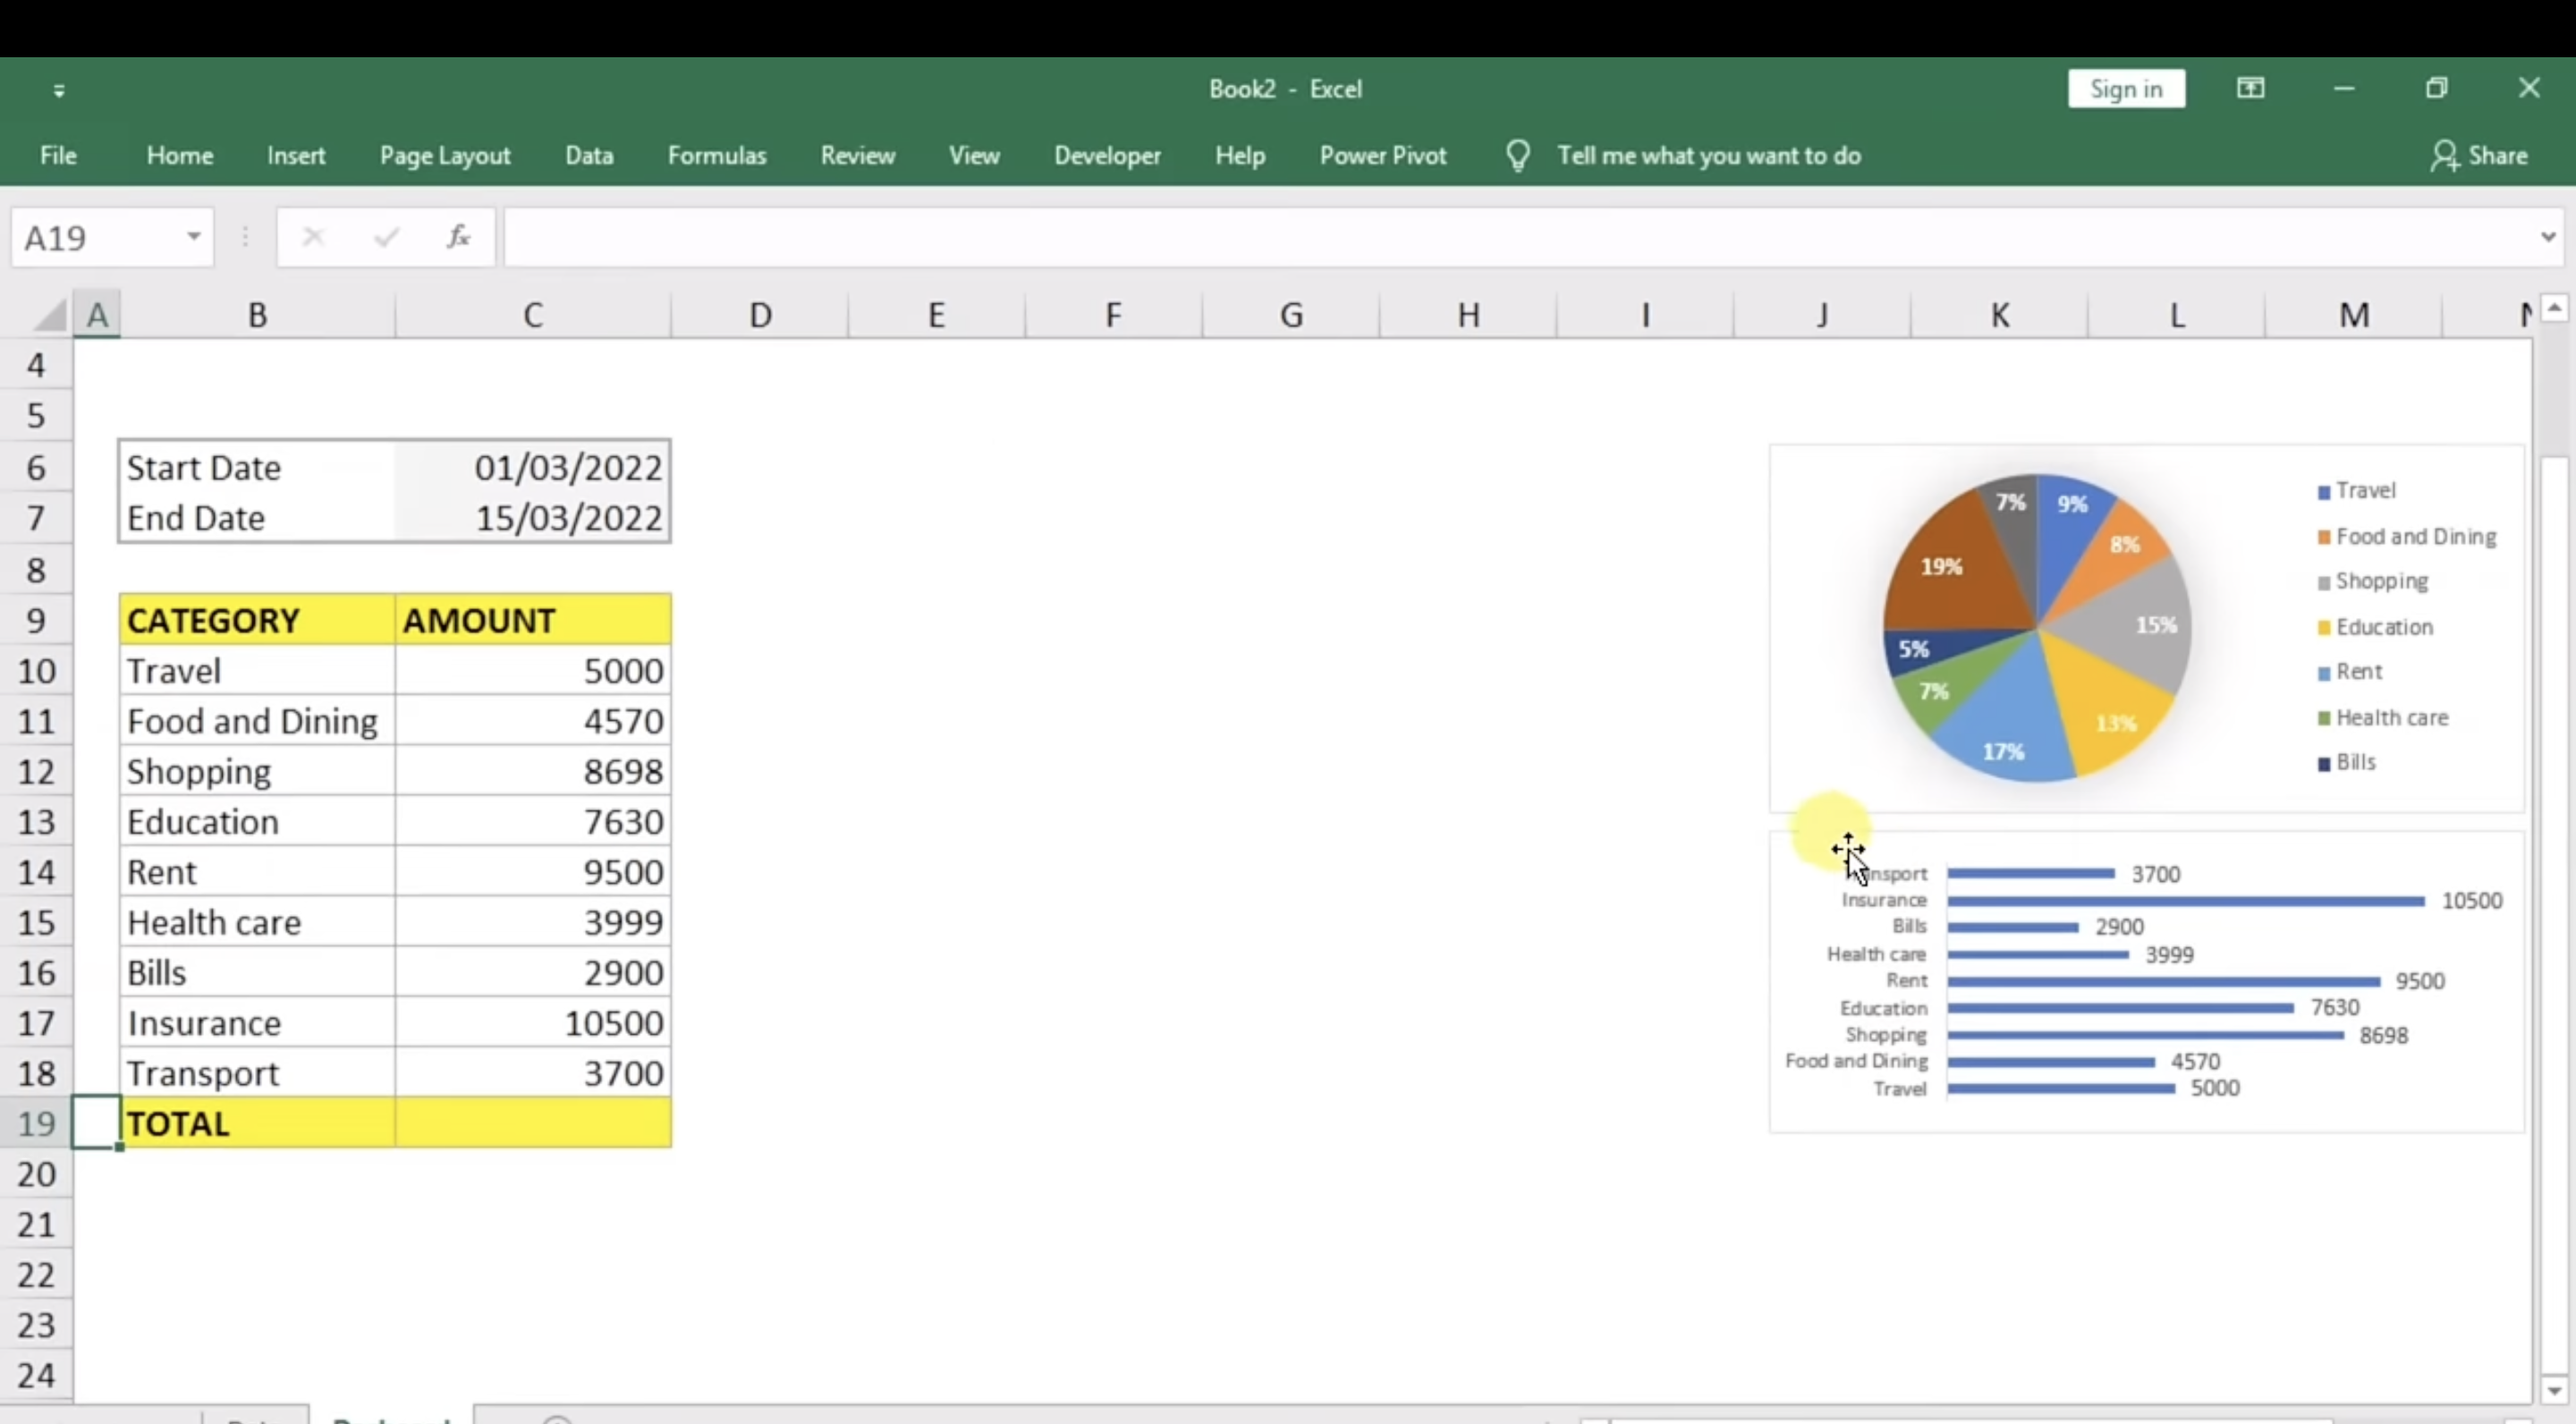 Book2 - Excel
Sign in
File Home Insert Page Layout Data Formulas Review View Developer Help Power Pivot Tell me what you want to do Share
A19 fx
A B C D E F G H I J K L M
4
5
6 Start Date 01/03/2022
7 End Date 15/03/2022
8
9 CATEGORY AMOUNT
10 Travel 5000
11 Food and Dining 4570
12 Shopping 8698
13 Education 7630
14 Rent 9500
15 Health care 3999
16 Bills 2900
17 Insurance 10500
18 Transport 3700
19 TOTAL
20
21
22
23
24
7% 9%
8%
19%
15%
5%
7%
13%
17%
Travel
Food and Dining
Shopping
Education
Rent
Health care
Bills
3700
Insurance 10500
Bills 2900
Health care 3999
Rent 9500
Education 7630
Shopping 8698
Food and Dining 4570
Travel 5000